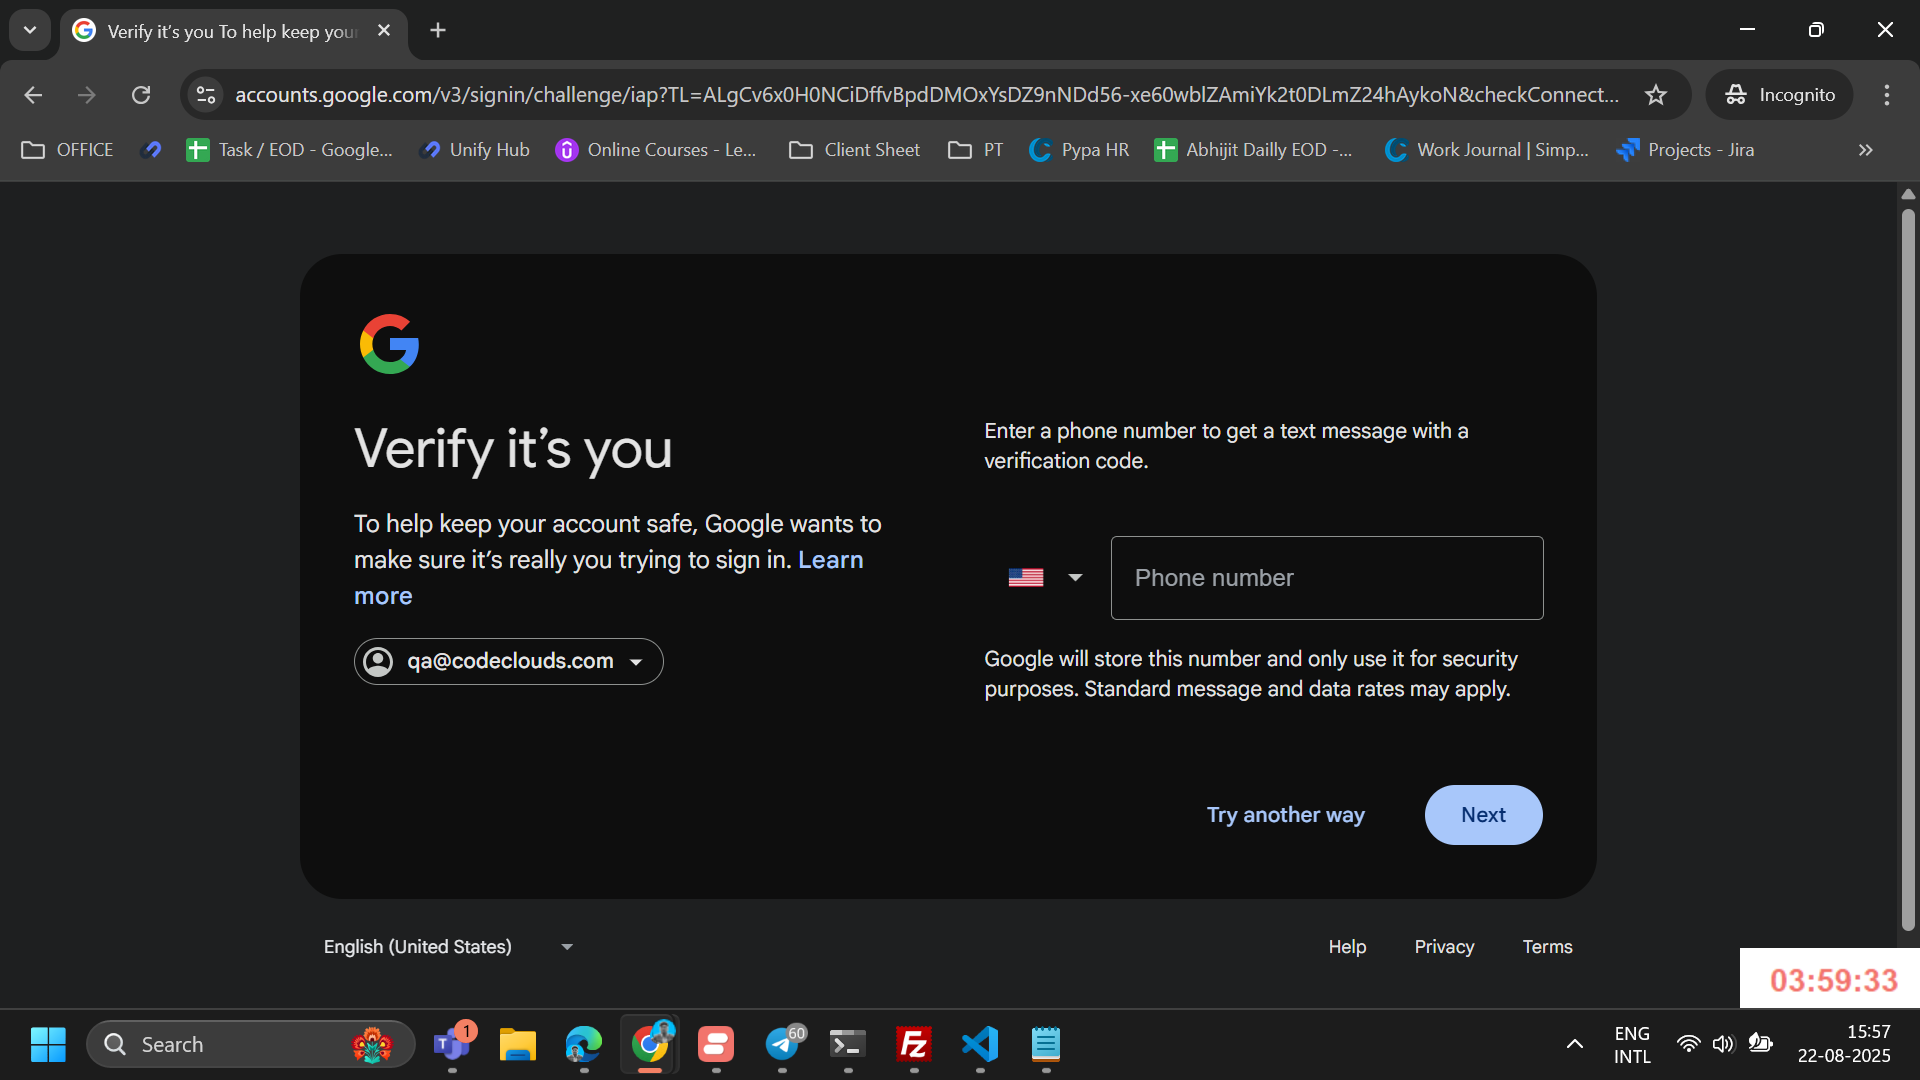 Verify it's you To help keep your
accounts.google.com/v3/signin/challenge/iap?TL=ALgCv6x0H0NCiDffvBpdDMOxYsDZ9nNDd56-xe60wblZAmiYk2t0DLmZ24hAykoN&checkConnect...
Incognito
OFFICE
Task / EOD - Google...
Unify Hub
Online Courses - Le...
Client Sheet
PT
Pypa HR
Abhijit Dailly EOD -...
Work Journal | Simp...
Projects - Jira
Verify it's you
To help keep your account safe, Google wants to
make sure it's really you trying to sign in. Learn
more
qa@codeclouds.com
Enter a phone number to get a text message with a
verification code.
Phone number
Google will store this number and only use it for security
purposes. Standard message and data rates may apply.
Try another way
Next
English (United States)
Help
Privacy
Terms
03:59:33
Search
1
60
ENG
INTL
15:57
22-08-2025